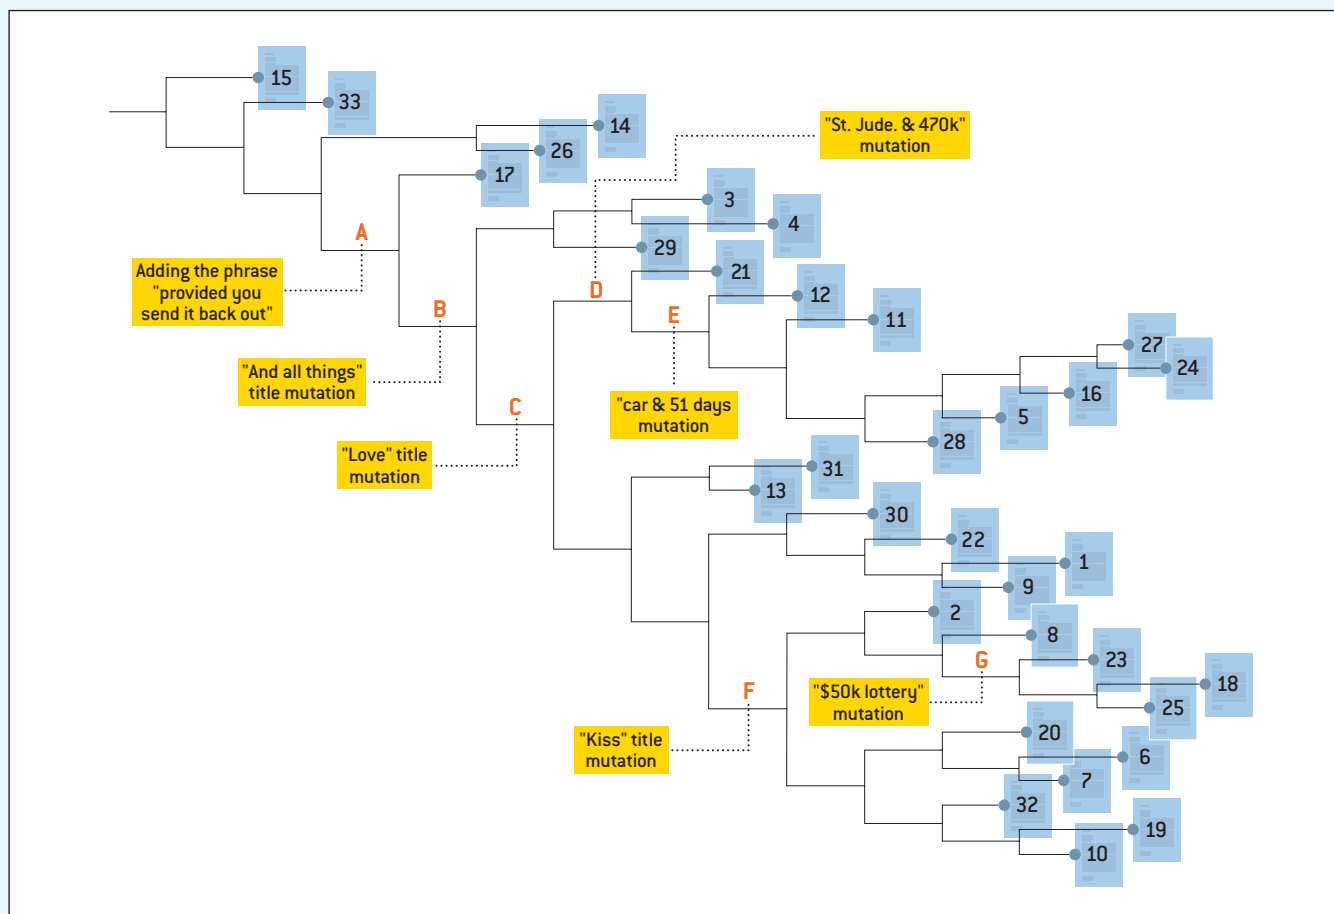 15
33
14
"St. Jude. & 470k"
mutation
26
17
3
4
A
29
Adding the phrase
"provided you
send it back out"
21
D
12
B
E
11
27
24
"And all things"
title mutation
16
C
"car & 51 days
mutation
5
28
"Love" title
mutation
31
13
30
22
1
9
2
8
G
23
18
F
"$50k lottery"
mutation
25
20
"Kiss" title
mutation
6
7
32
19
10